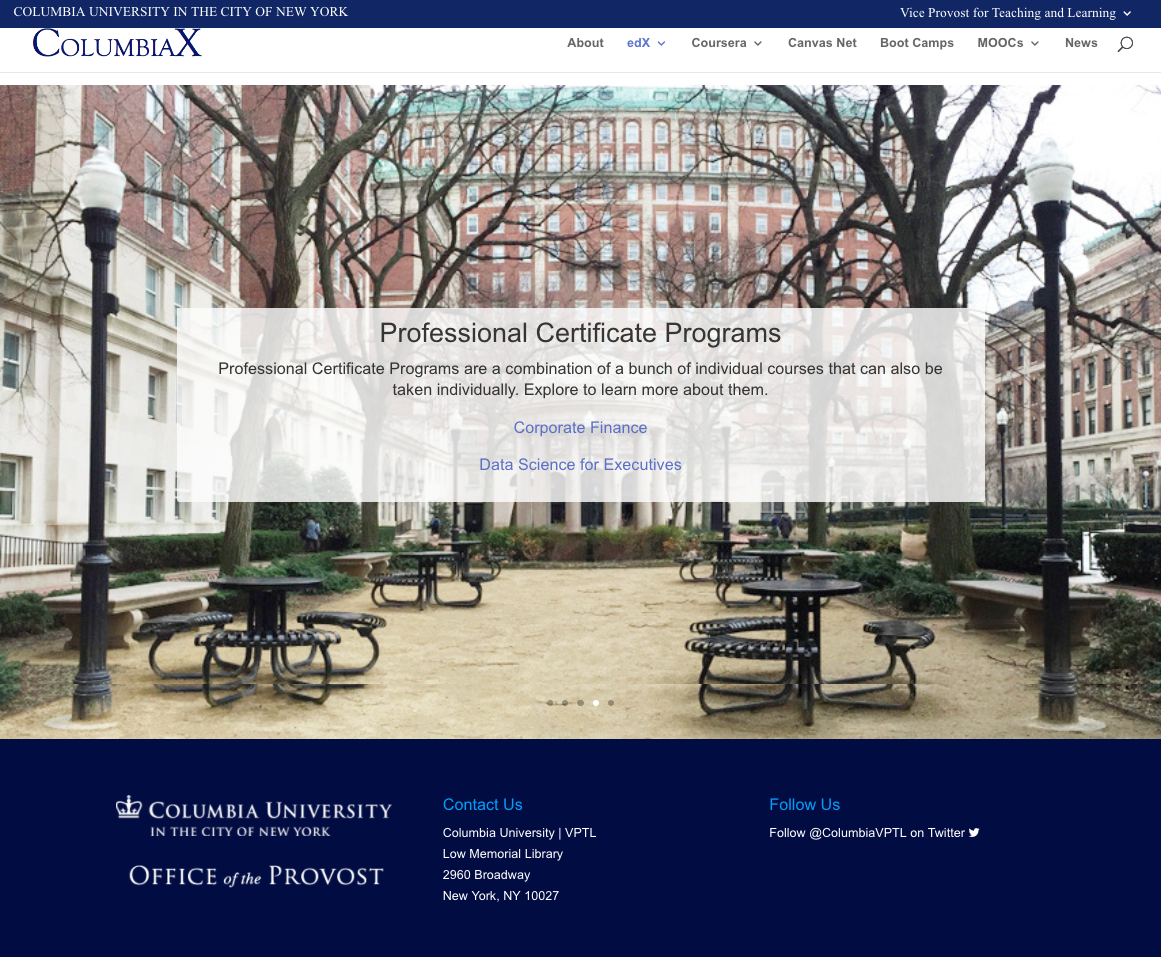 COLUMBIA UNIVERSITY IN THE CITY OF NEW YORK
Vice Provost for Teaching and Learning
COLUMBIAX
About edX Coursera Canvas Net Boot Camps MOOCs News
Professional Certificate Programs
Professional Certificate Programs are a combination of a bunch of individual courses that can also be
taken individually. Explore to learn more about them.
Corporate Finance
Data Science for Executives
COLUMBIA UNIVERSITY
IN THE CITY OF NEW YORK
OFFICE of the PROVOST
Contact Us
Columbia University | VPTL
Low Memorial Library
2960 Broadway
New York, NY 10027
Follow Us
Follow @ColumbiaVPTL on Twitter